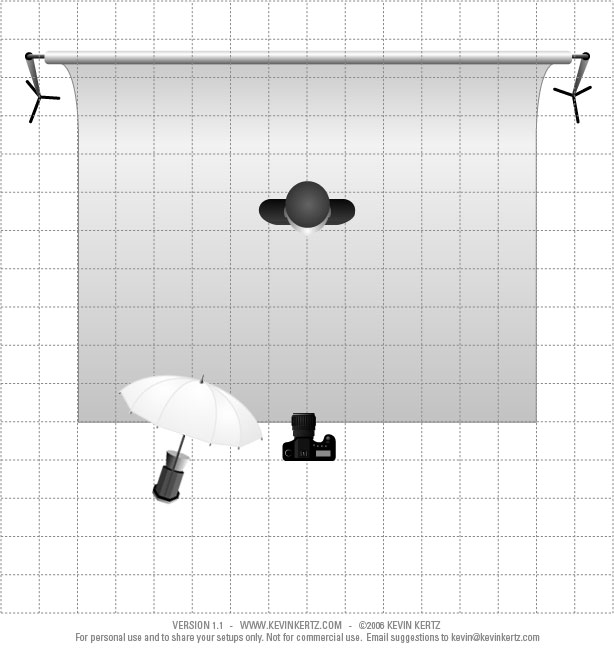 VERSION 1.1 - WWW.KEVINKERTZ.COM - ©2006 KEVIN KERTZ
For personal use and to share your setups only. Not for commercial use. Email suggestions to kevin@kevinkertz.com